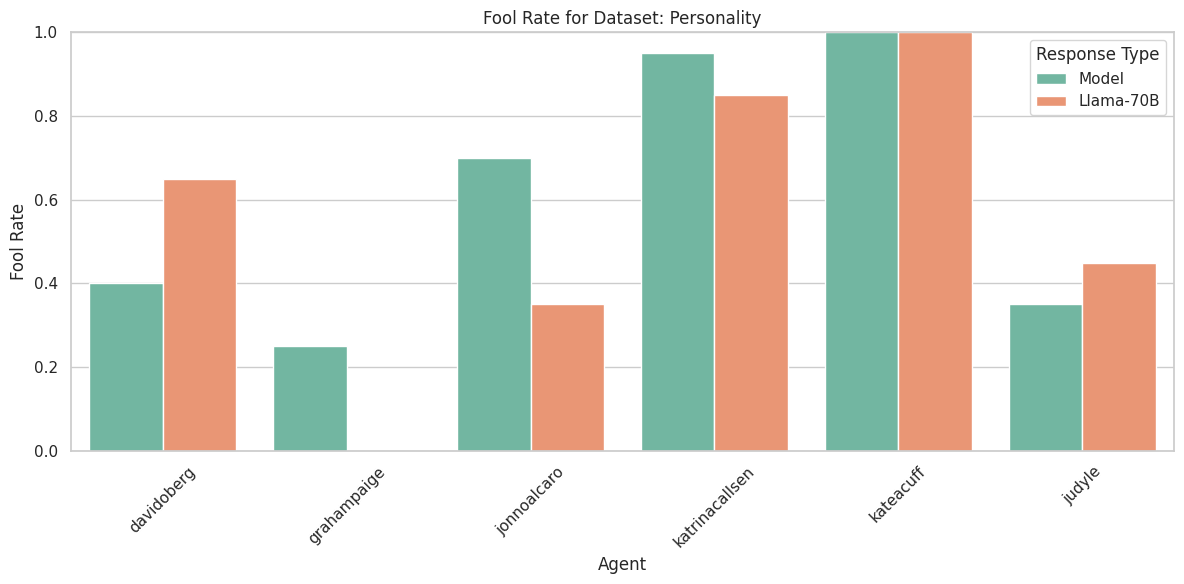 Fool Rate for Dataset: Personality
Fool Rate
1.0
0.8
0.6
0.4
0.2
0.0
Response Type
Model
Llama-70B
davidoberg
grahampaige
jonnoalcaro
katrinacallsen
kateacuff
judyle
Agent